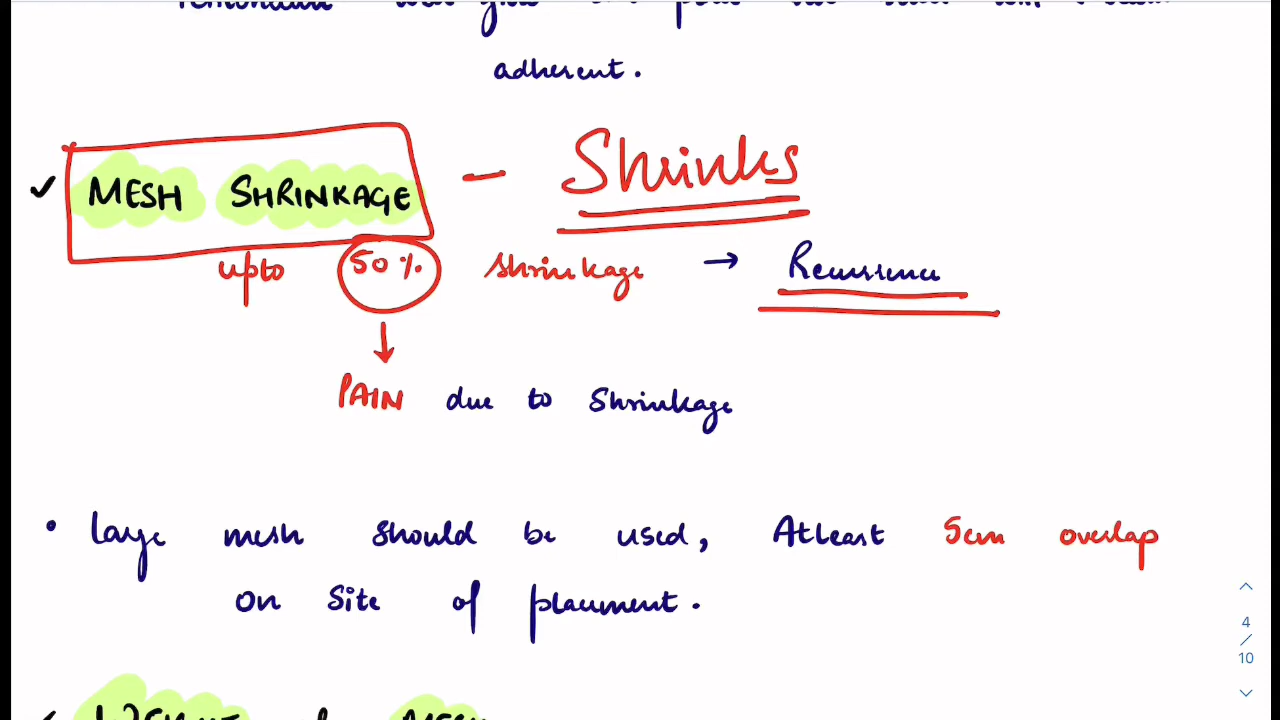 adherent.
✓ MESH SHRINKAGE - Shrinks
upto 50% shrinkage → Recurrence
↓
PAIN due to Shrinkage
• Large mesh should be used, Atleast 5cm overlap
on Site of placement.
4
/
10